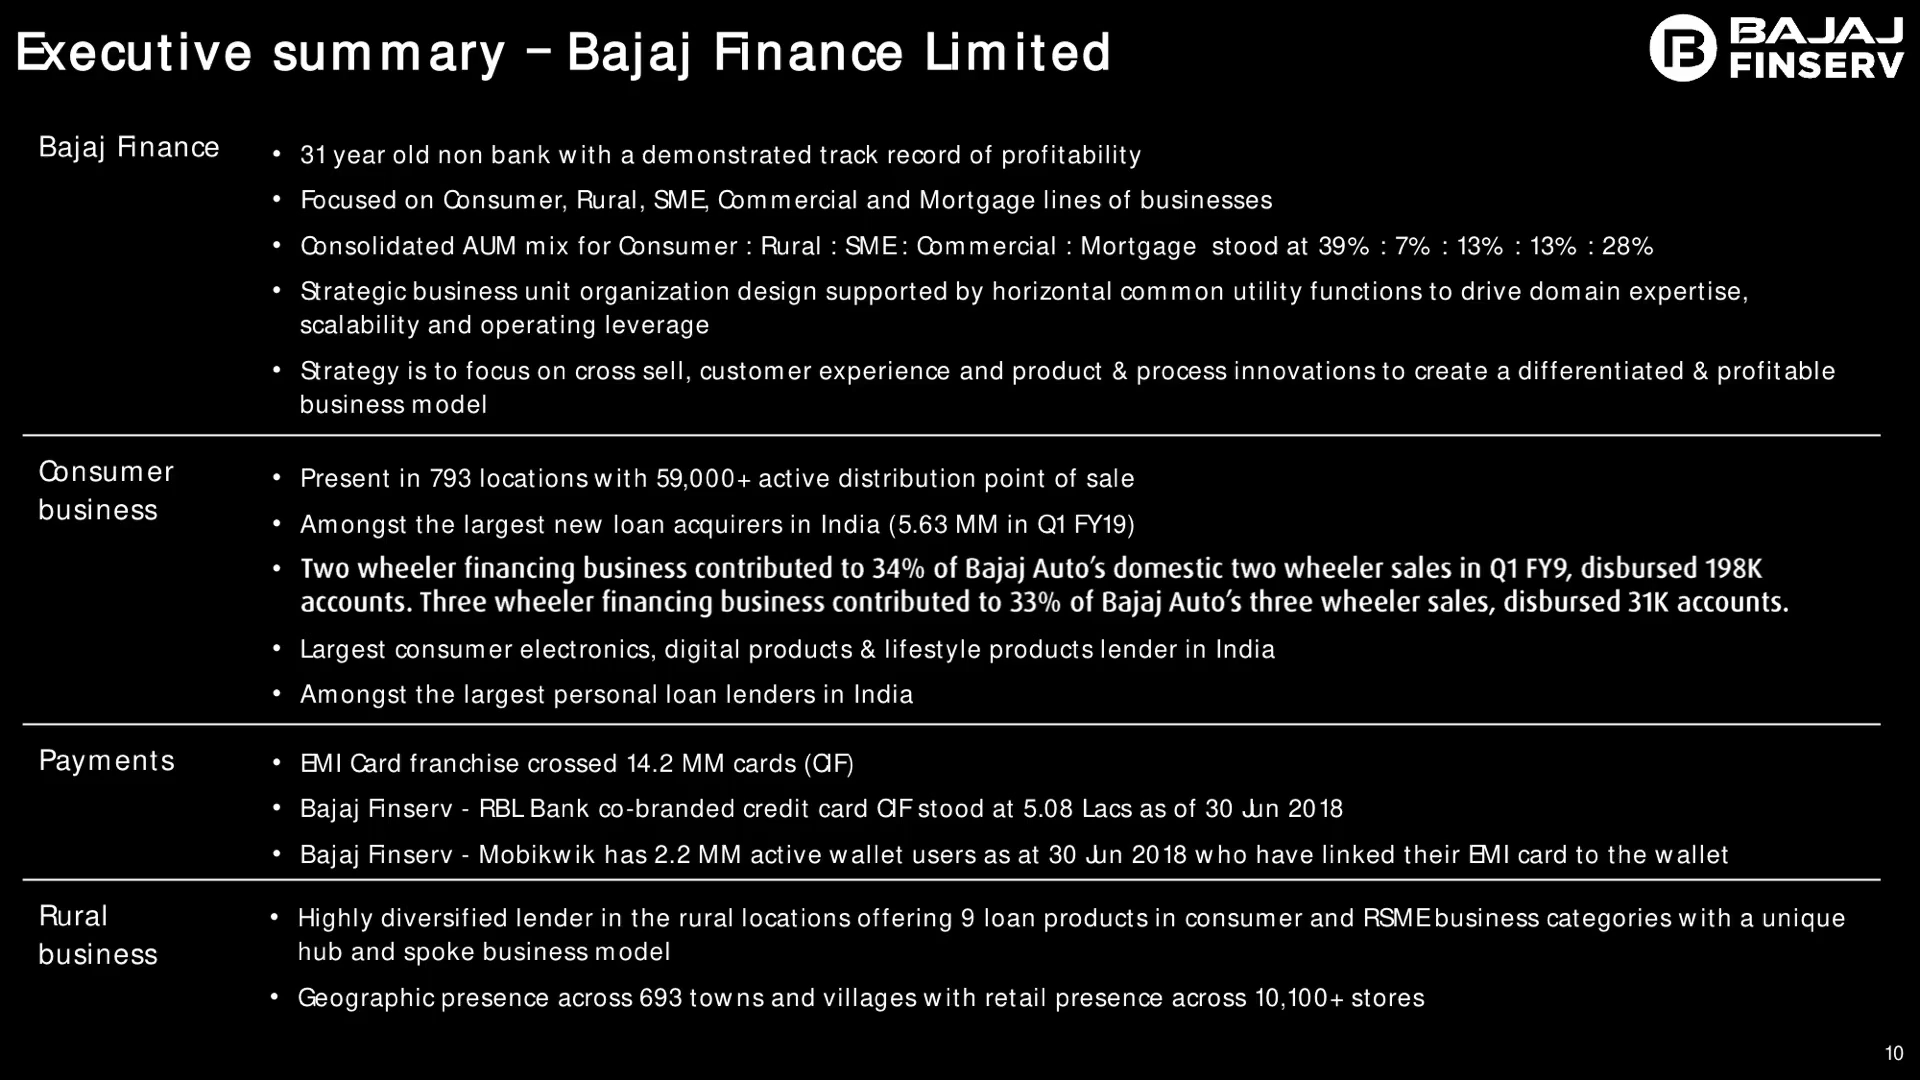 Executive summary – Bajaj Finance Limited
BAJAJ
FINSERV
Bajaj Finance
• 31 year old non bank with a demonstrated track record of profitability
• Focused on Consumer, Rural, SME, Commercial and Mortgage lines of businesses
• Consolidated AUM mix for Consumer : Rural : SME : Commercial : Mortgage stood at 39% : 7% : 13% : 13% : 28%
• Strategic business unit organization design supported by horizontal common utility functions to drive domain expertise,
scalability and operating leverage
• Strategy is to focus on cross sell, customer experience and product & process innovations to create a differentiated & profitable
business model
Consumer
business
• Present in 793 locations with 59,000+ active distribution point of sale
• Amongst the largest new loan acquirers in India (5.63 MM in Q1 FY19)
• Two wheeler financing business contributed to 34% of Bajaj Auto’s domestic two wheeler sales in Q1 FY9, disbursed 198K
accounts. Three wheeler financing business contributed to 33% of Bajaj Auto’s three wheeler sales, disbursed 31K accounts.
• Largest consumer electronics, digital products & lifestyle products lender in India
• Amongst the largest personal loan lenders in India
Payments
• EMI Card franchise crossed 14.2 MM cards (CIF)
• Bajaj Finserv - RBL Bank co-branded credit card CIF stood at 5.08 Lacs as of 30 Jun 2018
• Bajaj Finserv - Mobikwik has 2.2 MM active wallet users as at 30 Jun 2018 who have linked their EMI card to the wallet
Rural
business
• Highly diversified lender in the rural locations offering 9 loan products in consumer and RSME business categories with a unique
hub and spoke business model
• Geographic presence across 693 towns and villages with retail presence across 10,100+ stores
10